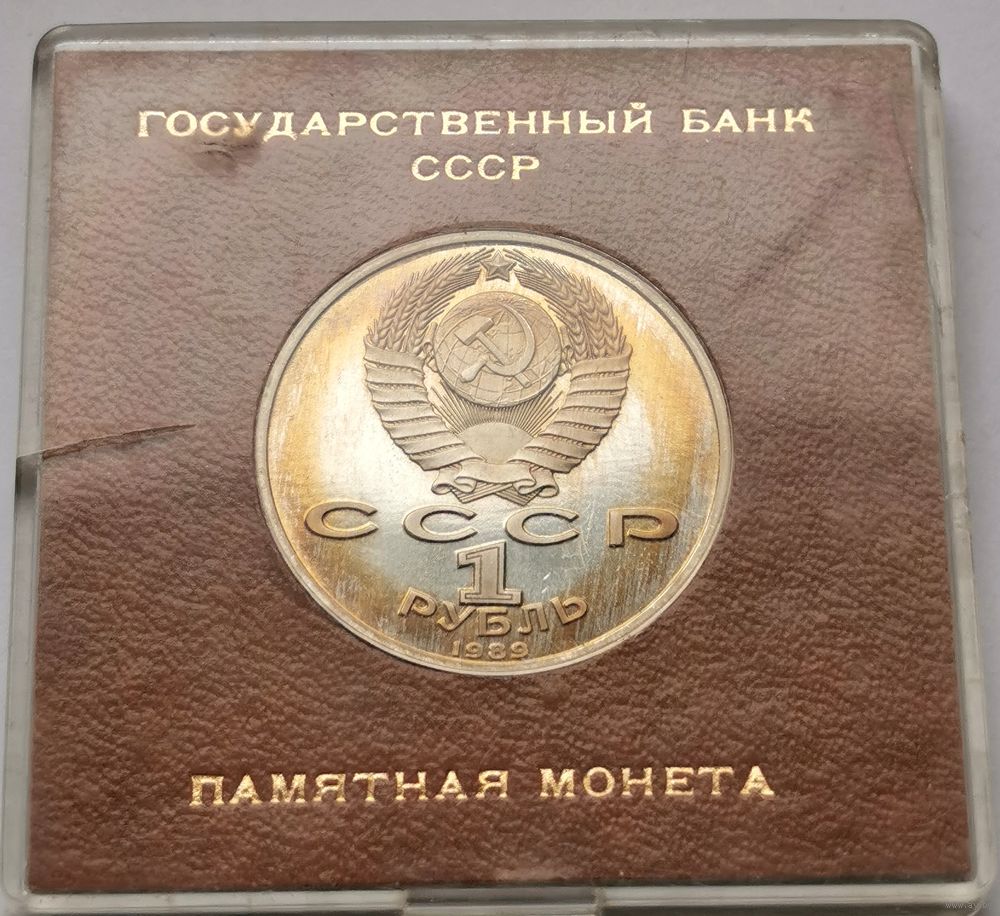 ГОСУДАРСТВЕННЫЙ БАНК
СССР
СССР
1
РУБЛЬ
1989
ПАМЯТНАЯ МОНЕТА